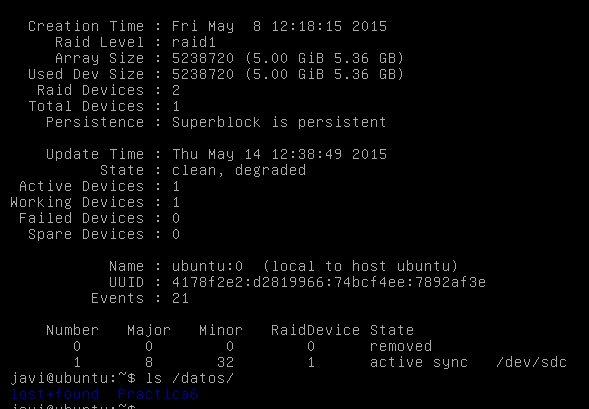 Creation Time : Fri May  8 12:18:15 2015
Raid Level : raid1
Array Size : 5238720 (5.00 GiB 5.36 GB)
Used Dev Size : 5238720 (5.00 GiB 5.36 GB)
Raid Devices : 2
Total Devices : 1
Persistence : Superblock is persistent
Update Time : Thu May 14 12:38:49 2015
State : clean, degraded
Active Devices : 1
Working Devices : 1
Failed Devices : 0
Spare Devices : 0
Name : ubuntu:0  (local to host ubuntu)
UUID : 4178f2e2:d2819966:74bcf4ee:7892af3e
Events : 21
Number   Major   Minor   RaidDevice State
0       0        0        0      removed
1       8       32        1      active sync   /dev/sdc
javi@ubuntu:~$ ls /datos/
lost+found  Practica6
javi@ubuntu:~$